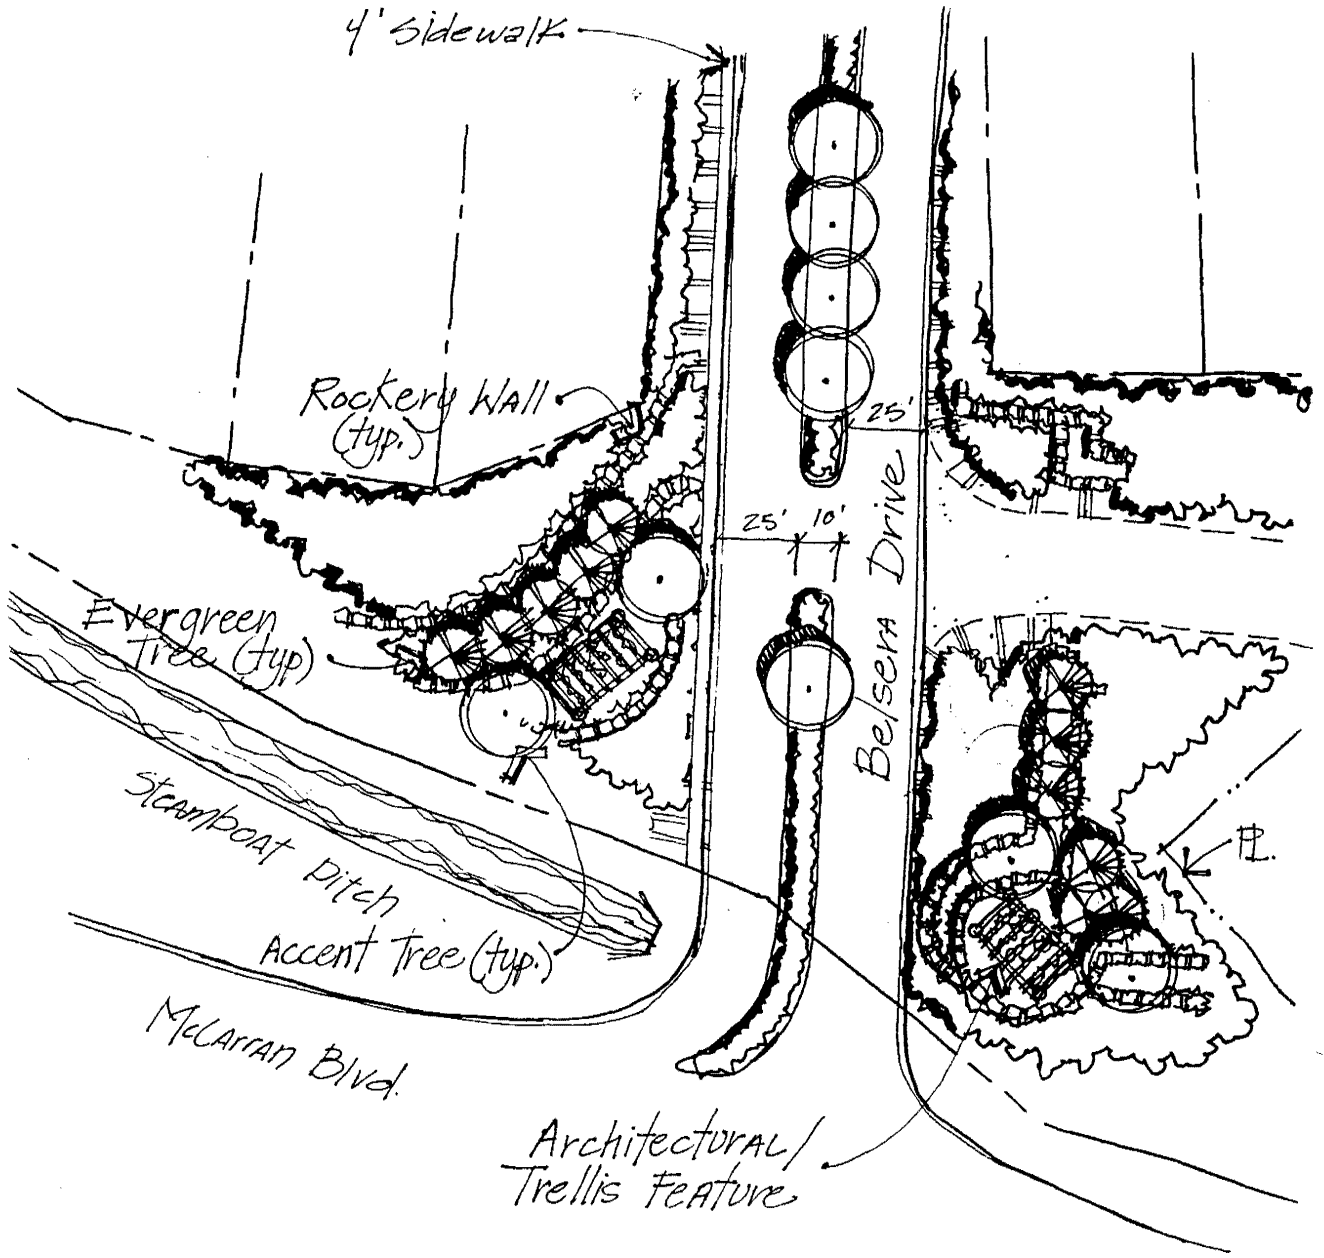 4' Sidewalk
Rockery Wall
(typ.)
25'
25'
10'
Belsera Drive
Evergreen
Tree (typ)
Steamboat Ditch
PL.
Accent Tree (typ.)
McCarran Blvd.
Architectural/
Trellis Feature